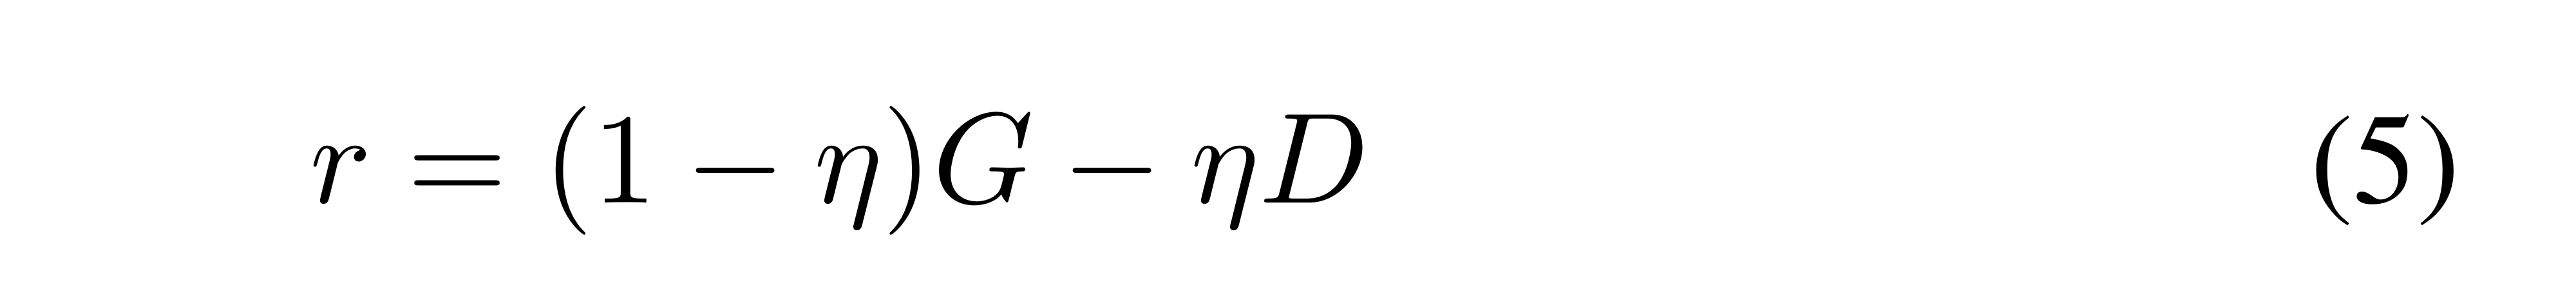 r = (1 − η)G − ηD (5)